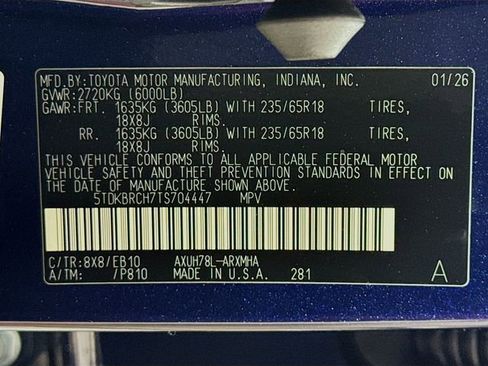 MFD.BY:TOYOTA MOTOR MANUFACTURING, INDIANA, INC. 01/26
GVWR:2720KG (6000LB)
GAWR:FRT. 1635KG (3605LB) WITH 235/65R18 TIRES,
18X8J RIMS.
RR. 1635KG (3605LB) WITH 235/65R18 TIRES,
18X8J RIMS.
THIS VEHICLE CONFORMS TO ALL APPLICABLE FEDERAL MOTOR
VEHICLE SAFETY AND THEFT PREVENTION STANDARDS IN EFFECT ON
THE DATE OF MANUFACTURE SHOWN ABOVE.
5TDKBRCH7TS704447 MPV
C/TR:8X8/EB10 AXUH78L-ARXMHA
A/TM: /P810 MADE IN U.S.A. 281 A